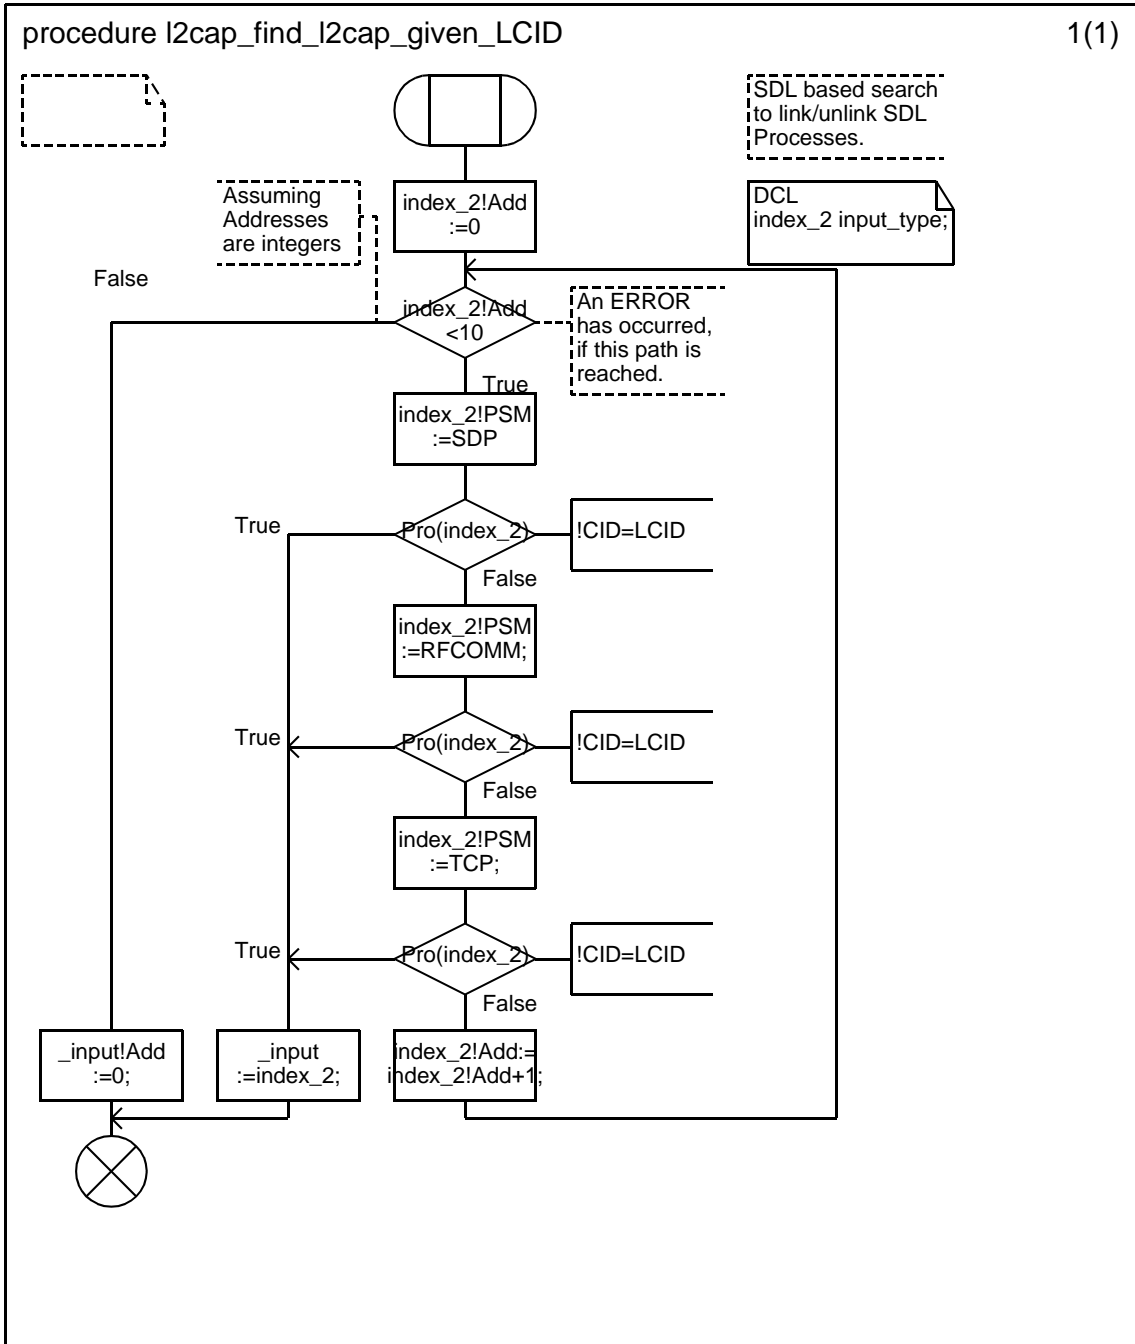 procedure l2cap_find_l2cap_given_LCID
1(1)
SDL based search
to link/unlink SDL
Processes.
Assuming
Addresses
are integers
index_2!Add
:=0
DCL
index_2 input_type;
False
index_2!Add
<10
An ERROR
has occurred,
if this path is
reached.
True
index_2!PSM
:=SDP
True
Pro(index_2)
!CID=LCID
False
index_2!PSM
:=RFCOMM;
True
Pro(index_2)
!CID=LCID
False
index_2!PSM
:=TCP;
True
Pro(index_2)
!CID=LCID
False
_input!Add
:=0;
_input
:=index_2;
index_2!Add:=
index_2!Add+1;